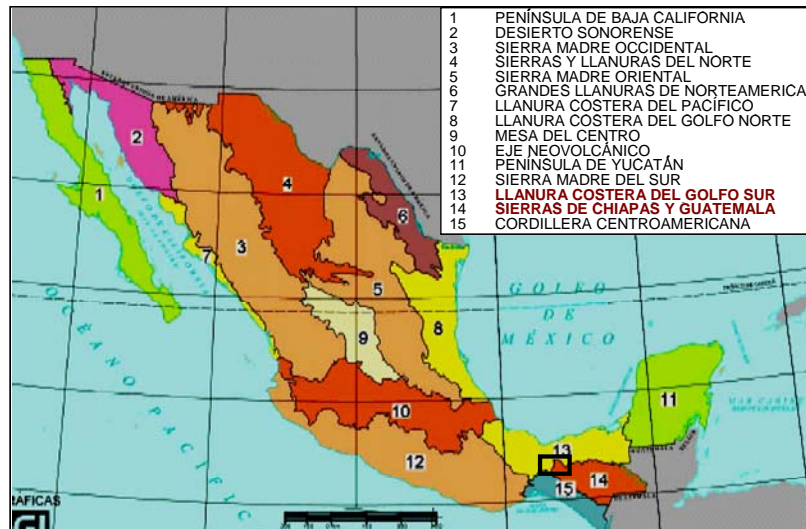 1 PENÍNSULA DE BAJA CALIFORNIA
2 DESIERTO SONORENSE
3 SIERRA MADRE OCCIDENTAL
4 SIERRAS Y LLANURAS DEL NORTE
5 SIERRA MADRE ORIENTAL
6 GRANDES LLANURAS DE NORTEAMERICA
7 LLANURA COSTERA DEL PACÍFICO
8 LLANURA COSTERA DEL GOLFO NORTE
9 MESA DEL CENTRO
10 EJE NEOVOLCÁNICO
11 PENÍNSULA DE YUCATÁN
12 SIERRA MADRE DEL SUR
13 LLANURA COSTERA DEL GOLFO SUR
14 SIERRAS DE CHIAPAS Y GUATEMALA
15 CORDILLERA CENTROAMERICANA
2
4
1
6
3
7
5
GOLFO
DE
MÉXICO
8
9
OCÉANO PACÍFIC
11
10
13
12
14
15
GUATEMALA
RAFICAS